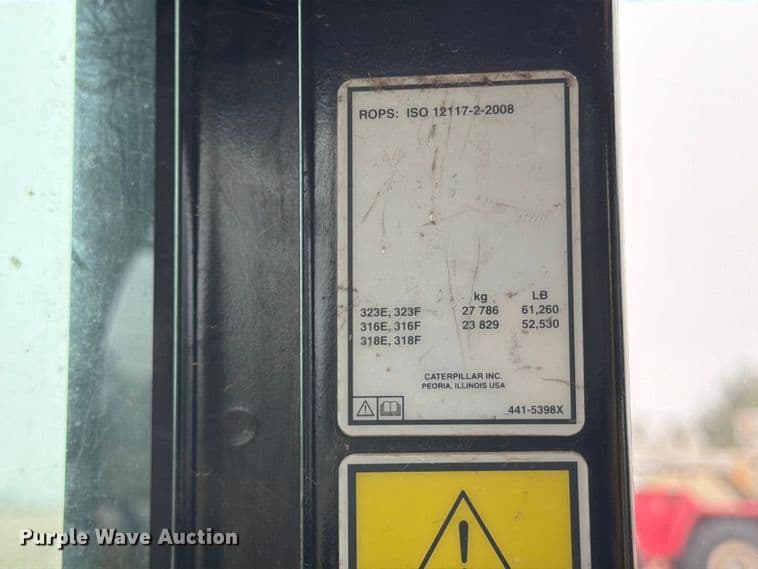 ROPS: ISO 12117-2-2008
kg LB
323E, 323F 27 786 61,260
316E, 316F 23 829 52,530
318E, 318F
CATERPILLAR INC.
PEORIA, ILLINOIS USA
441-5398X
Purple Wave Auction